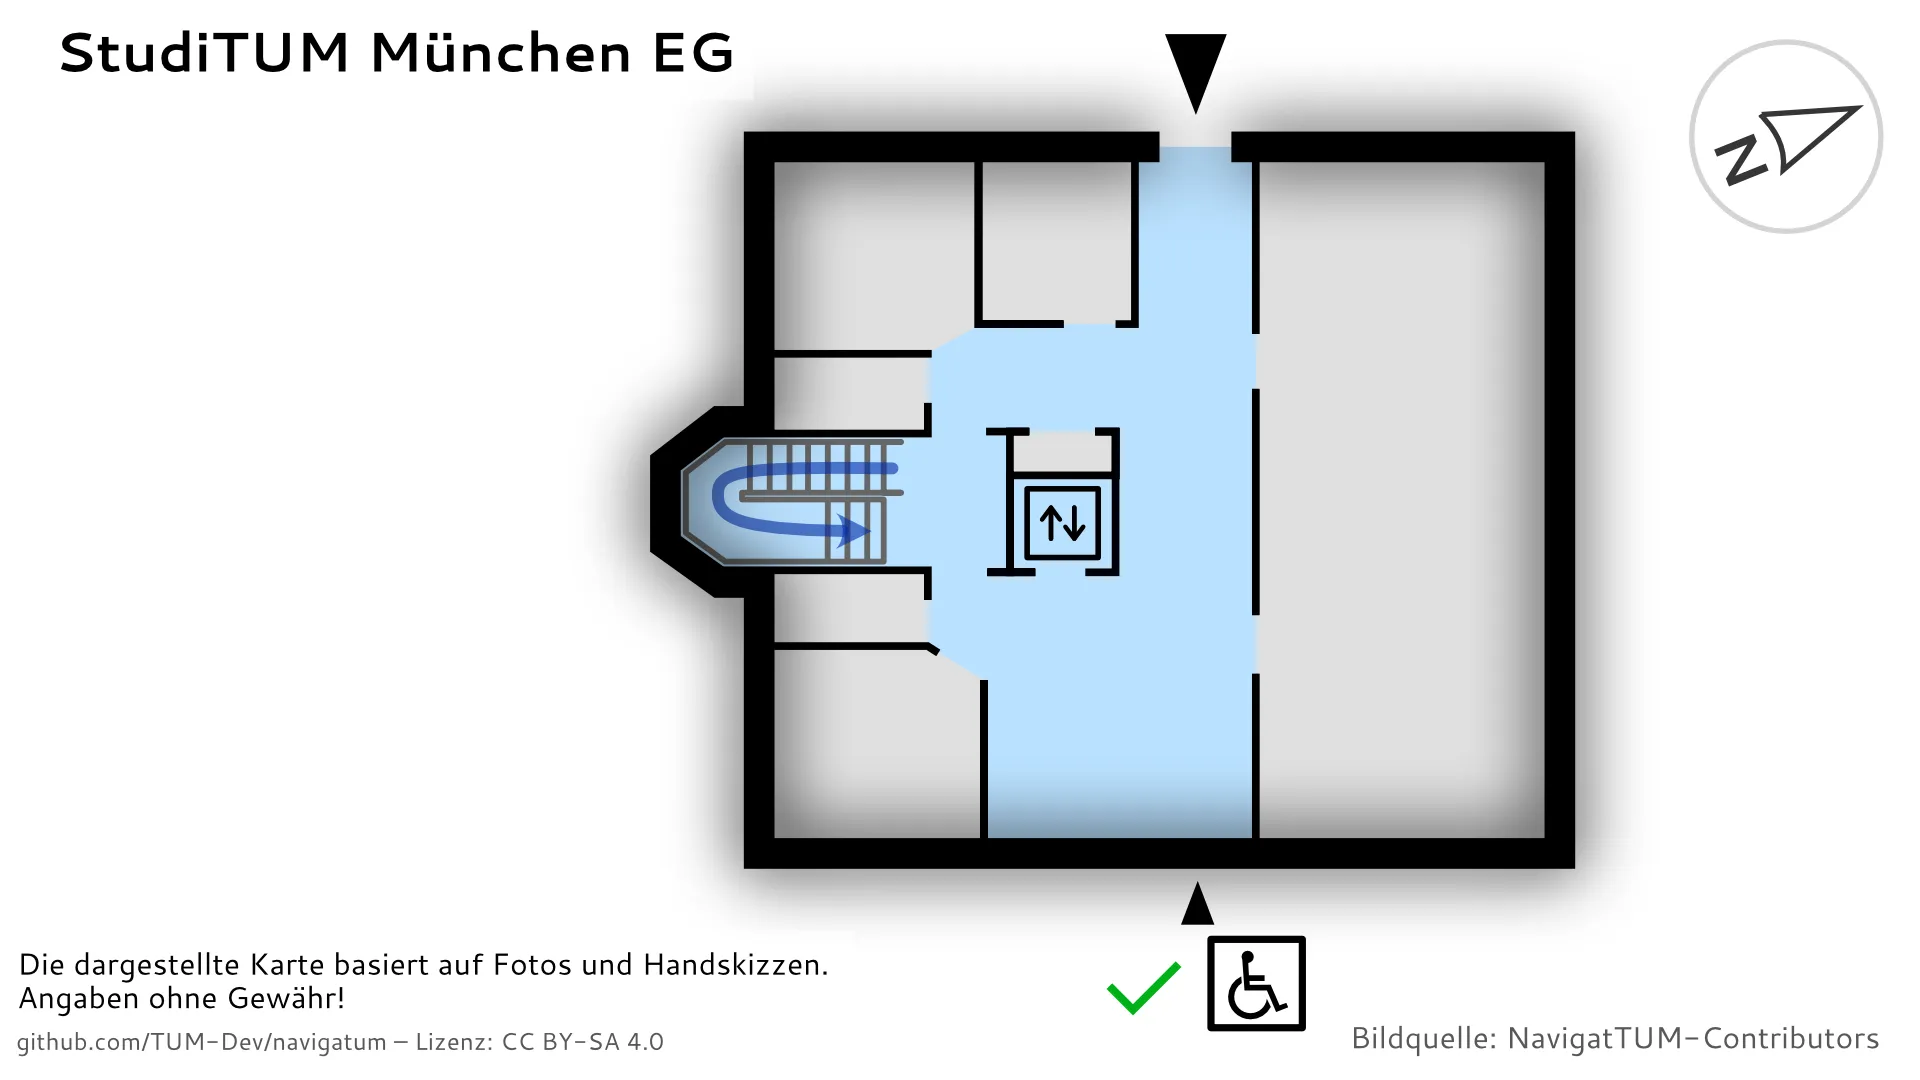 StudiTUM München EG
N
Die dargestellte Karte basiert auf Fotos und Handskizzen.
Angaben ohne Gewähr!
github.com/TUM-Dev/navigatum – Lizenz: CC BY-SA 4.0
Bildquelle: NavigatTUM-Contributors